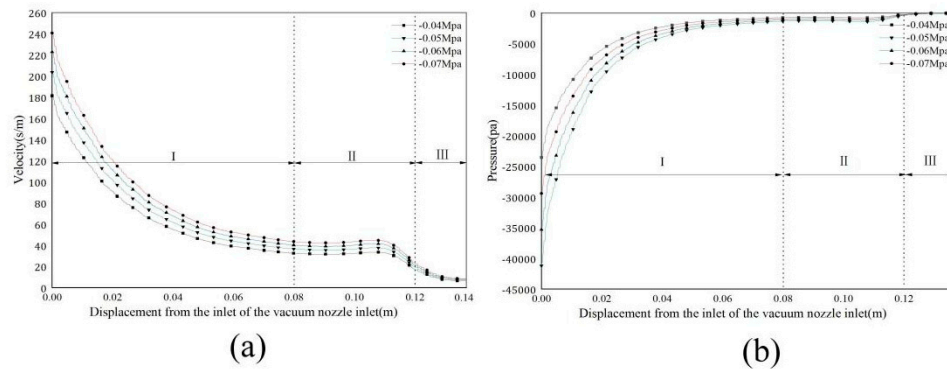 260
240
220
200
180
160
140
120
100
80
60
40
20
0
Velocity(s/m)
-0.04Mpa
-0.05Mpa
-0.06Mpa
-0.07Mpa
I
II
III
0.00 0.02 0.04 0.06 0.08 0.10 0.12 0.14
Displacement from the inlet of the vacuum nozzle inlet(m)
(a)
0
-5000
-10000
-15000
-20000
-25000
-30000
-35000
-40000
-45000
Pressure(pa)
-0.04Mpa
-0.05Mpa
-0.06Mpa
-0.07Mpa
I
II
III
0.00 0.02 0.04 0.06 0.08 0.10 0.12
Displacement from the inlet of the vacuum nozzle inlet(m)
(b)